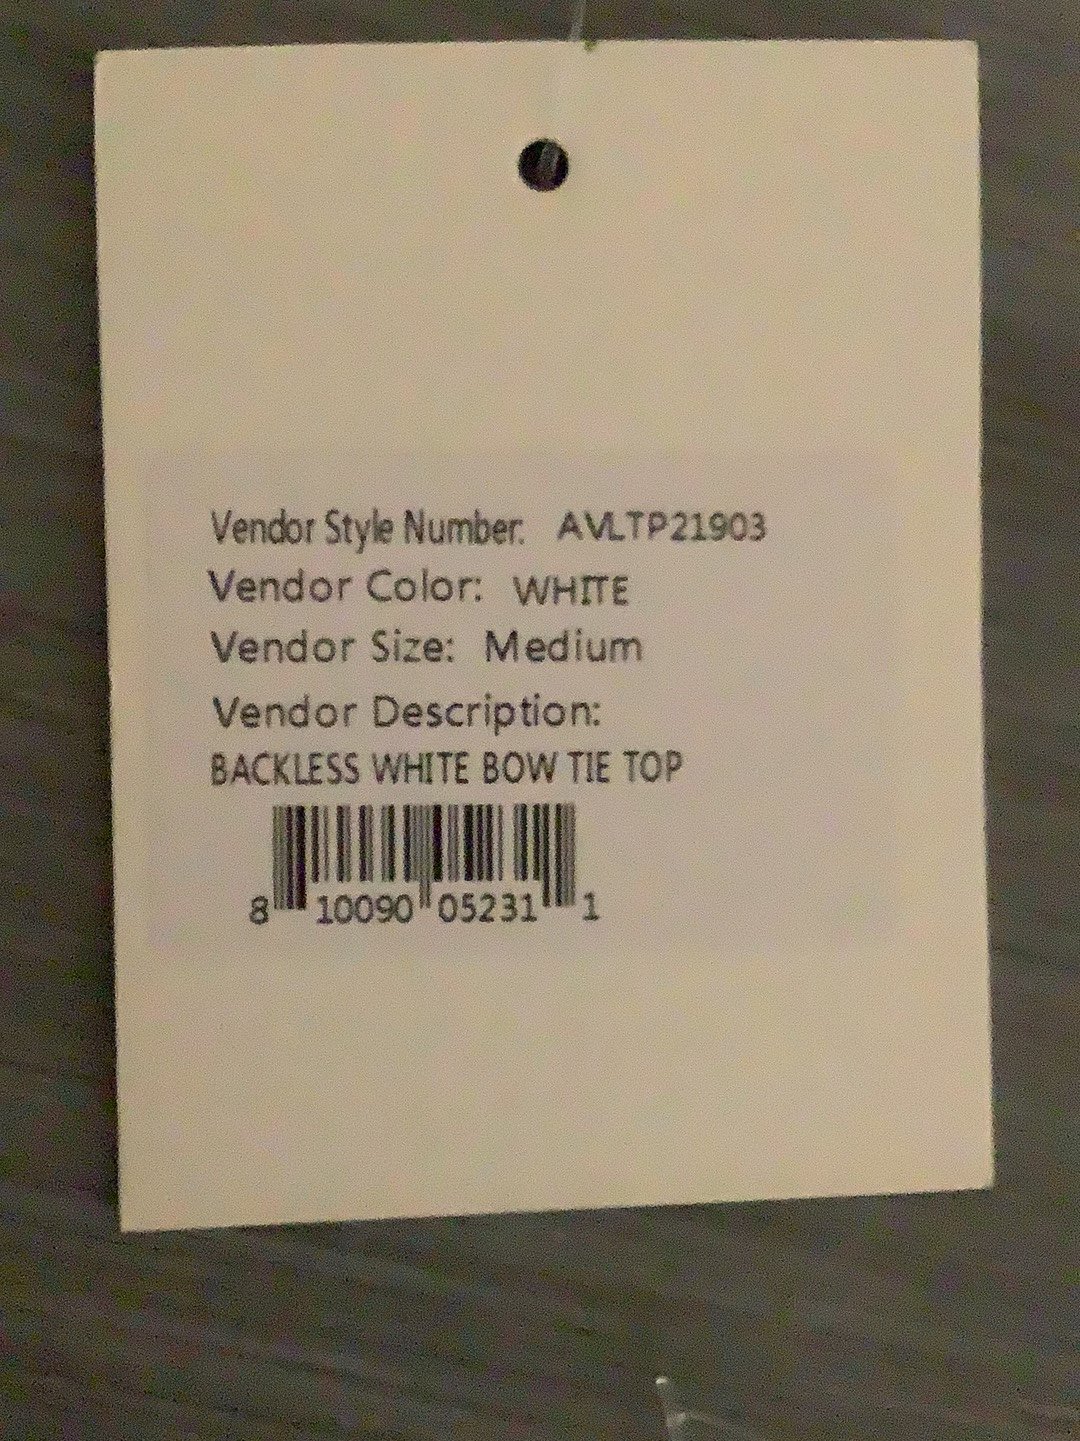 Vendor Style Number: AVLTP21903
Vendor Color: WHITE
Vendor Size: Medium
Vendor Description:
BACKLESS WHITE BOW TIE TOP
8 10090 05231 1